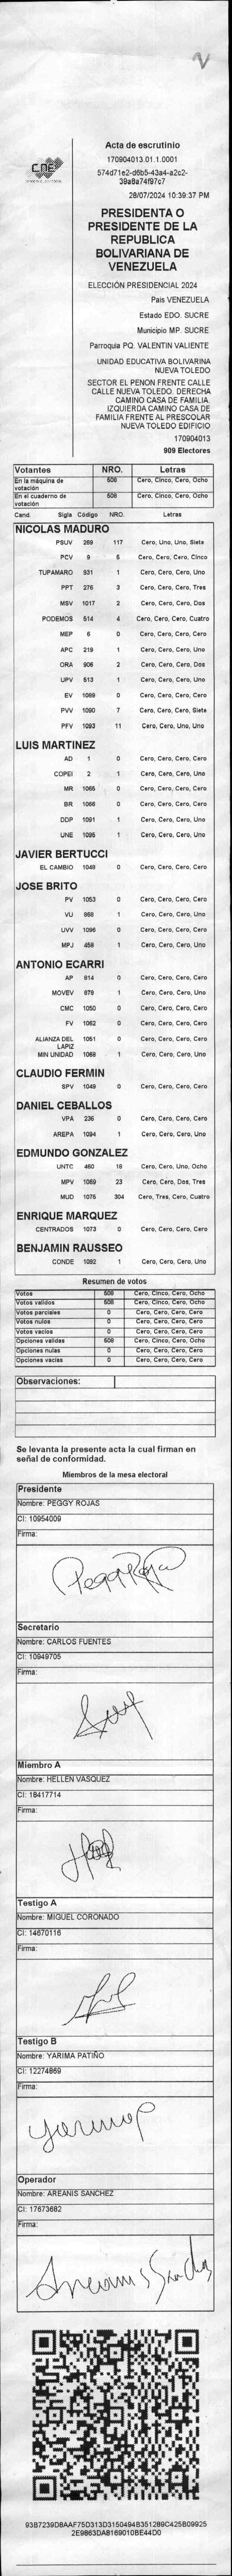 CNE
Acta de escrutinio
170904013.01.1.0001
574d71e2-d6b5-43a4-a2c2-
39a8a74f97c7
28/07/2024 10:39:37 PM
PRESIDENTA O
PRESIDENTE DE LA
REPUBLICA
BOLIVARIANA DE
VENEZUELA
ELECCIÓN PRESIDENCIAL 2024
Pais VENEZUELA
Estado EDO. SUCRE
Municipio MP. SUCRE
Parroquia PQ. VALENTIN VALIENTE
UNIDAD EDUCATIVA BOLIVARINA
NUEVA TOLEDO
SECTOR EL PENON FRENTE CALLE
CALLE NUEVA TOLEDO. DERECHA
CAMINO CASA DE FAMILIA.
IZQUIERDA CAMINO CASA DE
FAMILIA FRENTE AL PRESCOLAR
NUEVA TOLEDO EDIFICIO
170904013
909 Electores
Votantes NRO. Letras
En la máquina de votación 508 Cero, Cinco, Cero, Ocho
En el cuaderno de votación 508 Cero, Cinco, Cero, Ocho
Cand. Sigla Código NRO. Letras
NICOLAS MADURO
PSUV 269 117 Cero, Uno, Uno, Siete
PCV 9 5 Cero, Cero, Cero, Cinco
TUPAMARO 931 1 Cero, Cero, Cero, Uno
PPT 276 3 Cero, Cero, Cero, Tres
MSV 1017 2 Cero, Cero, Cero, Dos
PODEMOS 514 4 Cero, Cero, Cero, Cuatro
MEP 6 0 Cero, Cero, Cero, Cero
APC 219 1 Cero, Cero, Cero, Uno
ORA 906 2 Cero, Cero, Cero, Dos
UPV 513 1 Cero, Cero, Cero, Uno
EV 1089 0 Cero, Cero, Cero, Cero
PVV 1090 7 Cero, Cero, Cero, Siete
PFV 1093 11 Cero, Cero, Uno, Uno
LUIS MARTINEZ
AD 1 0 Cero, Cero, Cero, Cero
COPEI 2 1 Cero, Cero, Cero, Uno
MR 1065 0 Cero, Cero, Cero, Cero
BR 1066 0 Cero, Cero, Cero, Cero
DDP 1091 1 Cero, Cero, Cero, Uno
UNE 1095 1 Cero, Cero, Cero, Uno
JAVIER BERTUCCI
EL CAMBIO 1048 0 Cero, Cero, Cero, Cero
JOSE BRITO
PV 1053 0 Cero, Cero, Cero, Cero
VU 868 1 Cero, Cero, Cero, Uno
UVV 1096 0 Cero, Cero, Cero, Cero
MPJ 458 1 Cero, Cero, Cero, Uno
ANTONIO ECARRI
AP 914 0 Cero, Cero, Cero, Cero
MOVEV 879 1 Cero, Cero, Cero, Uno
CMC 1050 0 Cero, Cero, Cero, Cero
FV 1062 0 Cero, Cero, Cero, Cero
ALIANZA DEL LAPIZ 1051 0 Cero, Cero, Cero, Cero
MIN UNIDAD 1068 1 Cero, Cero, Cero, Uno
CLAUDIO FERMIN
SPV 1049 0 Cero, Cero, Cero, Cero
DANIEL CEBALLOS
VPA 236 0 Cero, Cero, Cero, Cero
AREPA 1094 1 Cero, Cero, Cero, Uno
EDMUNDO GONZALEZ
UNTC 460 18 Cero, Cero, Uno, Ocho
MPV 1069 23 Cero, Cero, Dos, Tres
MUD 1075 304 Cero, Tres, Cero, Cuatro
ENRIQUE MARQUEZ
CENTRADOS 1073 0 Cero, Cero, Cero, Cero
BENJAMIN RAUSSEO
CONDE 1092 1 Cero, Cero, Cero, Uno
Resumen de votos
Votos 508 Cero, Cinco, Cero, Ocho
Votos validos 508 Cero, Cinco, Cero, Ocho
Votos parciales 0 Cero, Cero, Cero, Cero
Votos nulos 0 Cero, Cero, Cero, Cero
Votos vacios 0 Cero, Cero, Cero, Cero
Opciones validas 508 Cero, Cinco, Cero, Ocho
Opciones nulas 0 Cero, Cero, Cero, Cero
Opciones vacias 0 Cero, Cero, Cero, Cero
Observaciones:
Se levanta la presente acta la cual firman en
señal de conformidad.
Miembros de la mesa electoral
Presidente
Nombre: PEGGY ROJAS
CI: 10954009
Firma:
Peggy Rojas
Secretario
Nombre: CARLOS FUENTES
CI: 10949705
Firma:
Miembro A
Nombre: HELLEN VASQUEZ
CI: 18417714
Firma:
Testigo A
Nombre: MIGUEL CORONADO
CI: 14670116
Firma:
Testigo B
Nombre: YARIMA PATIÑO
CI: 12274869
Firma:
Operador
Nombre: AREANIS SANCHEZ
CI: 17673682
Firma:
Areanis Sanchez
93B7239D8AAF75D313D3150494B351289C425B09925
2E9863DA8169010BE44D0